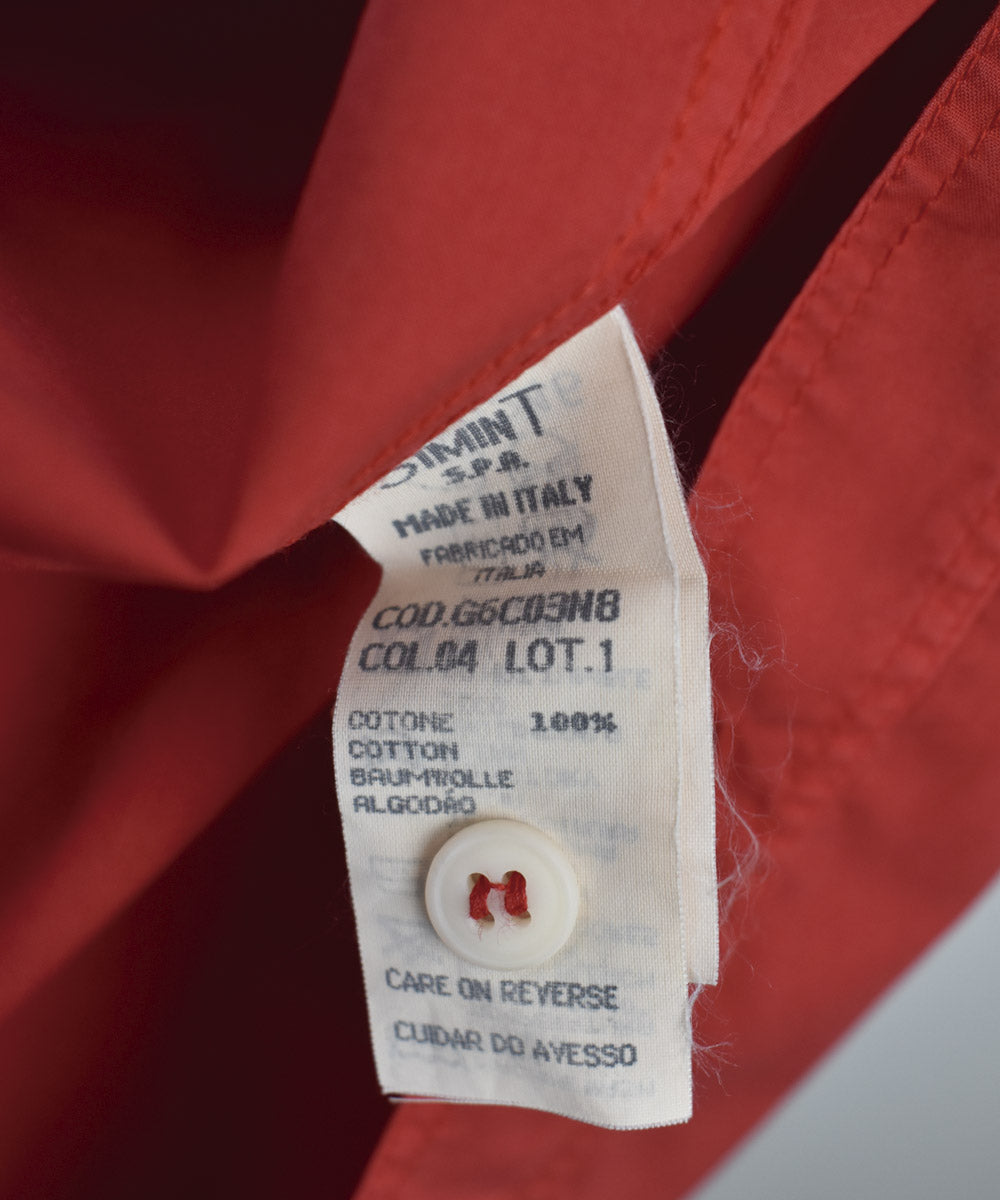 SIMINT
S.P.A.
MADE IN ITALY
FABRICADO EM
ITALIA
COD.G6C03N8
COL.04 LOT.1
COTONE 100%
COTTON
BAUMWOLLE
ALGODÁO
CARE ON REVERSE
CUIDAR DO AVESSO